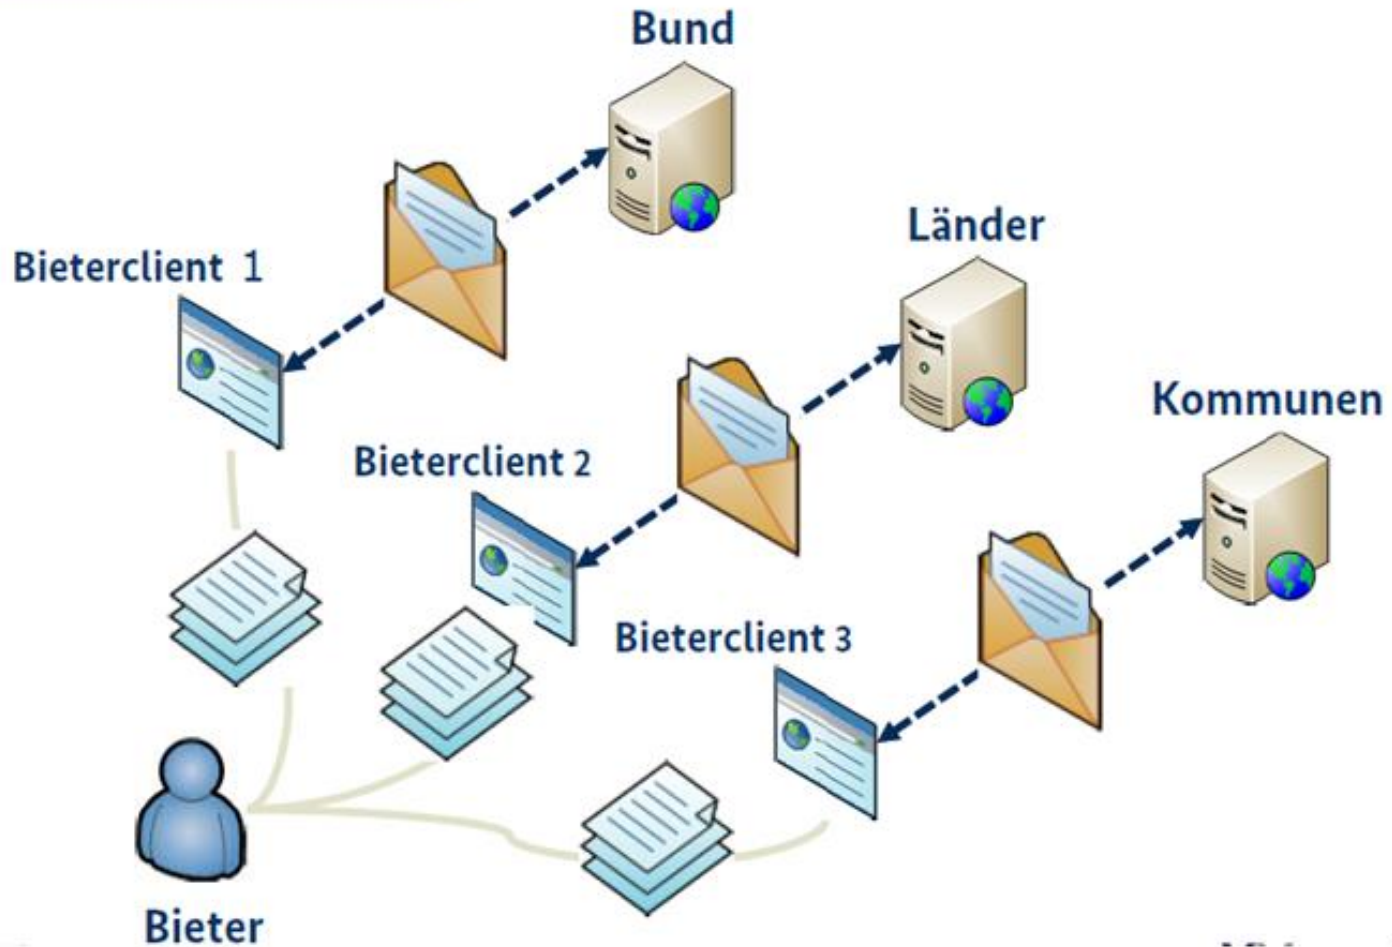 Bund
Länder
Bieterclient 1
Kommunen
Bieterclient 2
Bieterclient 3
Bieter